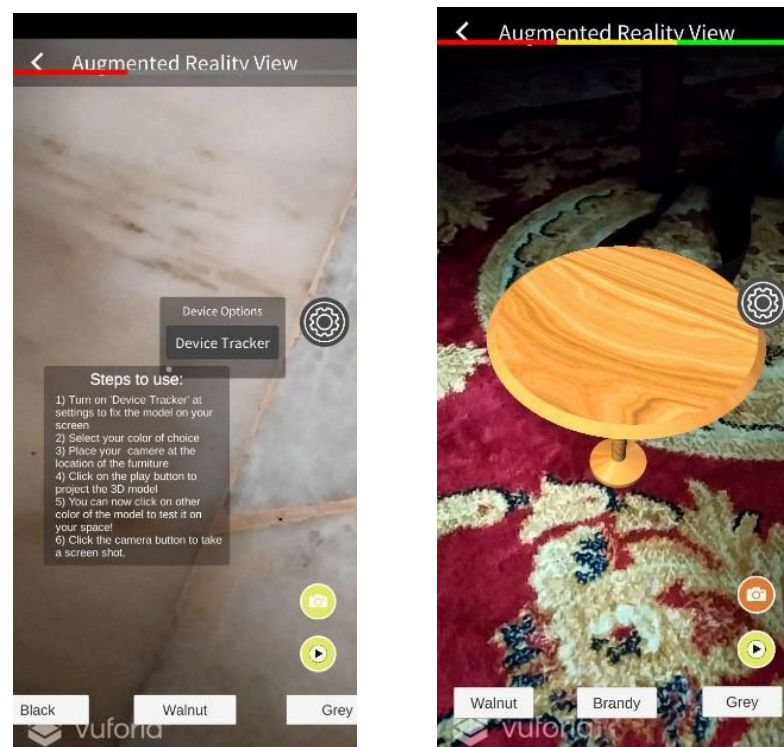 Augmented Reality View
Device Options
Device Tracker
Steps to use:
1) Turn on 'Device Tracker' at
settings to fix the model on your
screen
2) Select your color of choice
3) Place your camere at the
location of the furniture
4) Click on the play button to
project the 3D model
5) You can now click on other
color of the model to test it on
your space!
6) Click the camera button to take
a screen shot.
Black
Walnut
Grey
vuforia
Augmented Reality View
Walnut
Brandy
Grey
vuforia